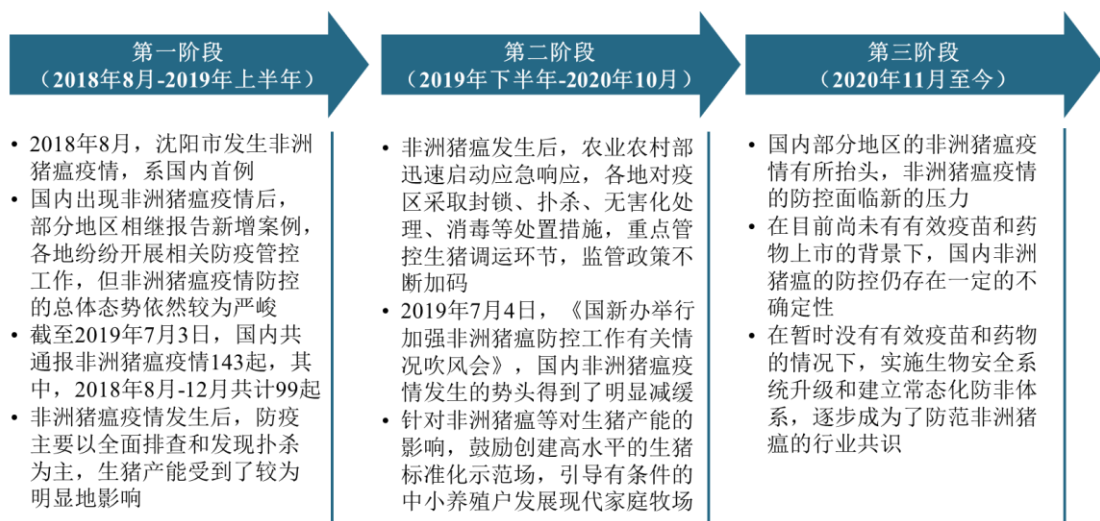 第一阶段
（2018年8月-2019年上半年）
• 2018年8月，沈阳市发生非洲
猪瘟疫情，系国内首例
• 国内出现非洲猪瘟疫情后，
部分地区相继报告新增案例，
各地纷纷开展相关防疫管控
工作，但非洲猪瘟疫情防控
的总体态势依然较为严峻
• 截至2019年7月3日，国内共
通报非洲猪瘟疫情143起，其
中，2018年8月-12月共计99起
• 非洲猪瘟疫情发生后，防疫
主要以全面排查和发现扑杀
为主，生猪产能受到了较为
明显地影响
第二阶段
（2019年下半年-2020年10月）
• 非洲猪瘟发生后，农业农村部
迅速启动应急响应，各地对疫
区采取封锁、扑杀、无害化处
理、消毒等处置措施，重点管
控生猪调运环节，监管政策不
断加码
• 2019年7月4日，《国新办举行
加强非洲猪瘟防控工作有关情
况吹风会》，国内非洲猪瘟疫
情发生的势头得到了明显减缓
• 针对非洲猪瘟等对生猪产能的
影响，鼓励创建高水平的生猪
标准化示范场，引导有条件的
中小养殖户发展现代家庭牧场
第三阶段
（2020年11月至今）
• 国内部分地区的非洲猪瘟疫
情有所抬头，非洲猪瘟疫情
的防控面临新的压力
• 在目前尚未有有效疫苗和药
物上市的背景下，国内非洲
猪瘟的防控仍存在一定的不
确定性
• 在暂时没有有效疫苗和药物
的情况下，实施生物安全系
统升级和建立常态化防非体
系，逐步成为了防范非洲猪
瘟的行业共识